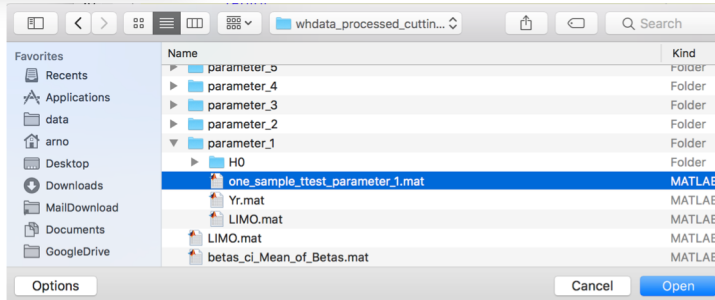 whdata_processed_cuttin...
Search
Favorites
Recents
Applications
data
arno
Desktop
Downloads
MailDownload
Documents
GoogleDrive
Name Kind
parameter_5 Folder
parameter_4 Folder
parameter_3 Folder
parameter_2 Folder
parameter_1 Folder
H0 Folder
one_sample_ttest_parameter_1.mat MATLAB
Yr.mat MATLAB
LIMO.mat MATLAB
LIMO.mat MATLAB
betas_ci_Mean_of_Betas.mat MATLAB
Options Cancel Open